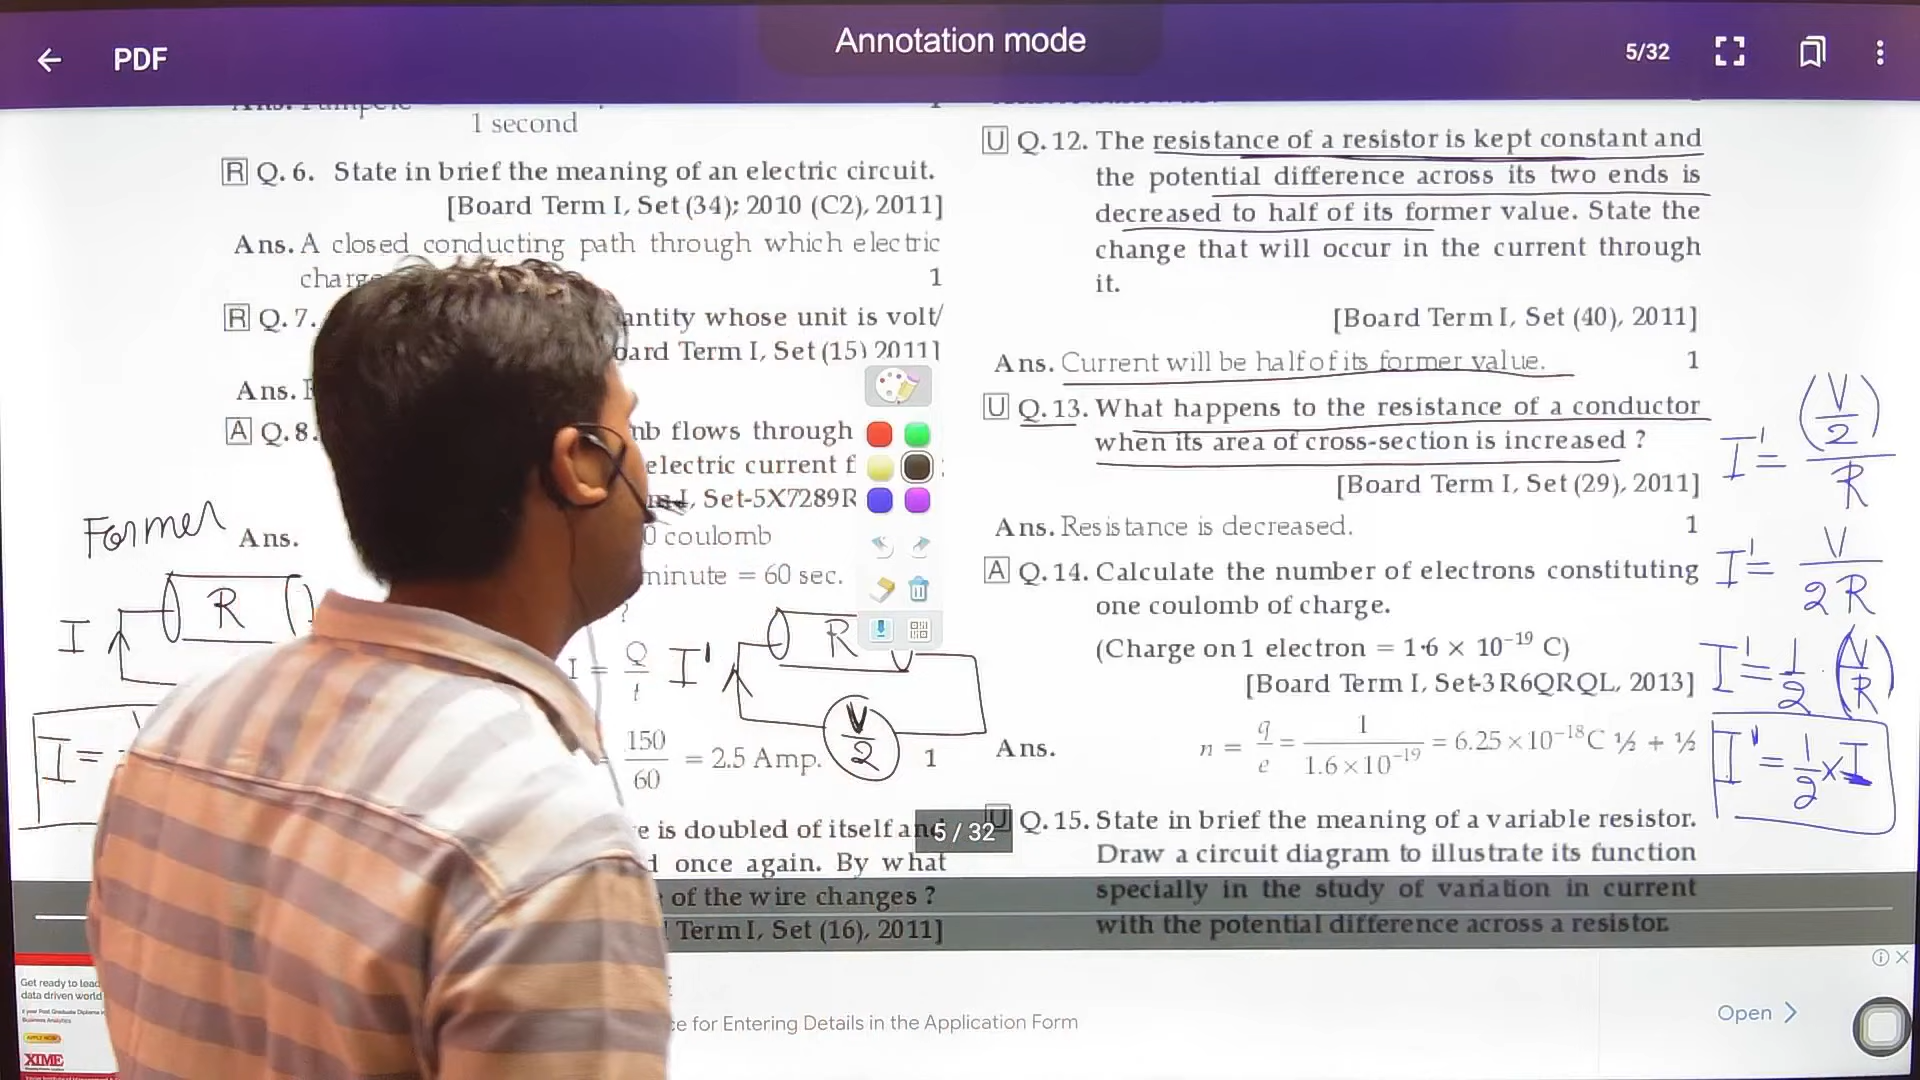 PDF
Annotation mode
5/32
1 second
R Q. 6. State in brief the meaning of an electric circuit.
[Board Term I, Set (34); 2010 (C2), 2011]
Ans. A closed conducting path through which electric
1
R Q. 7.
antity whose unit is volt/
oard Term I, Set (15) 2011]
Ans.
A Q. 8.
nb flows through
electric current f
I, Set-5X7289R
Ans.
0 coulomb
minute = 60 sec.
?
I = Q/t
150/60 = 2.5 Amp. 1
e is doubled of itself and
d once again. By what
of the wire changes ?
Term I, Set (16), 2011]
Former
R
I
I =
R
I'
V/2
5 / 32
U Q. 12. The resistance of a resistor is kept constant and
the potential difference across its two ends is
decreased to half of its former value. State the
change that will occur in the current through
it.
[Board Term I, Set (40), 2011]
Ans. Current will be half of its former value. 1
U Q. 13. What happens to the resistance of a conductor
when its area of cross-section is increased ?
[Board Term I, Set (29), 2011]
Ans. Resistance is decreased. 1
A Q. 14. Calculate the number of electrons constituting
one coulomb of charge.
(Charge on 1 electron = 1·6 × 10⁻¹⁹ C)
[Board Term I, Set-3R6QRQL, 2013]
Ans. n = q/e = 1/1.6×10⁻¹⁹ = 6.25×10⁻¹⁸C ½ + ½
U Q. 15. State in brief the meaning of a variable resistor.
Draw a circuit diagram to illustrate its function
specially in the study of variation in current
with the potential difference across a resistor.
I' = (V/2)/R
I' = V/2R
I' = 1/2 · (V/R)
I' = 1/2 × I
Get ready to lead
data driven world
APPLY NOW
XIME
ce for Entering Details in the Application Form
Open